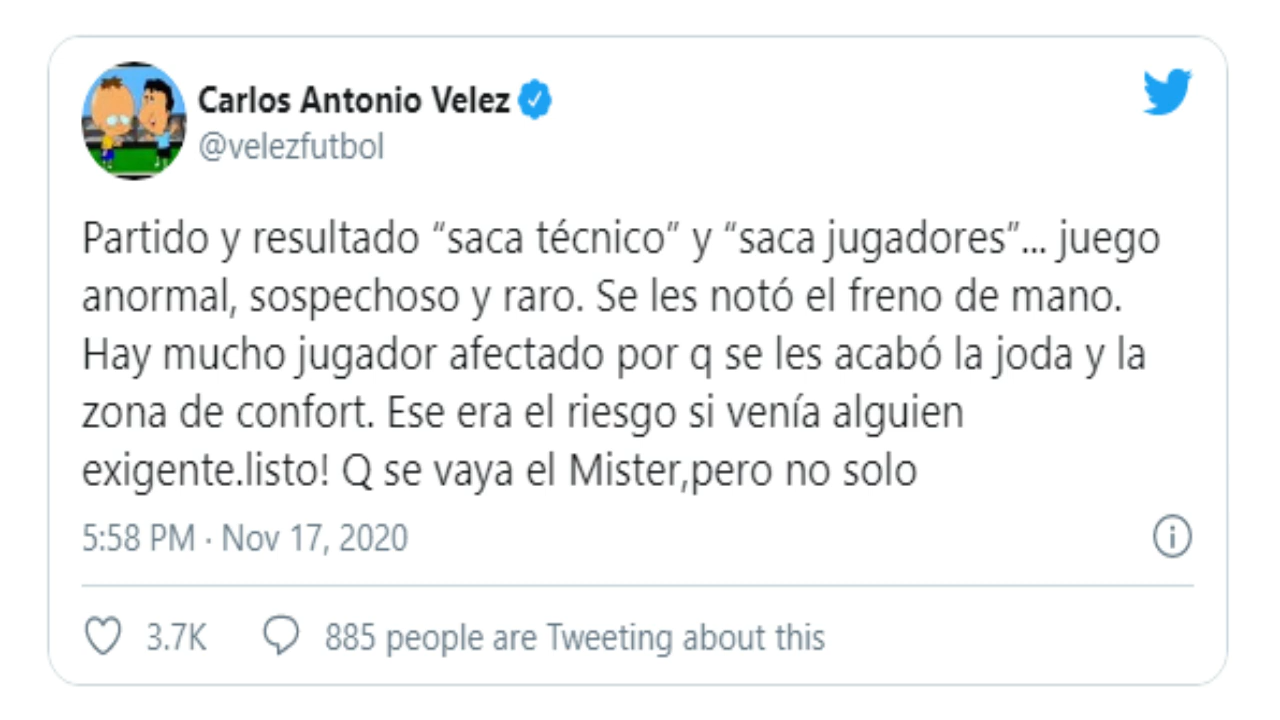 Carlos Antonio Velez
@velezfutbol
Partido y resultado “saca técnico” y “saca jugadores”... juego
anormal, sospechoso y raro. Se les notó el freno de mano.
Hay mucho jugador afectado por q se les acabó la joda y la
zona de confort. Ese era el riesgo si venía alguien
exigente.listo! Q se vaya el Mister,pero no solo
5:58 PM · Nov 17, 2020
3.7K 885 people are Tweeting about this